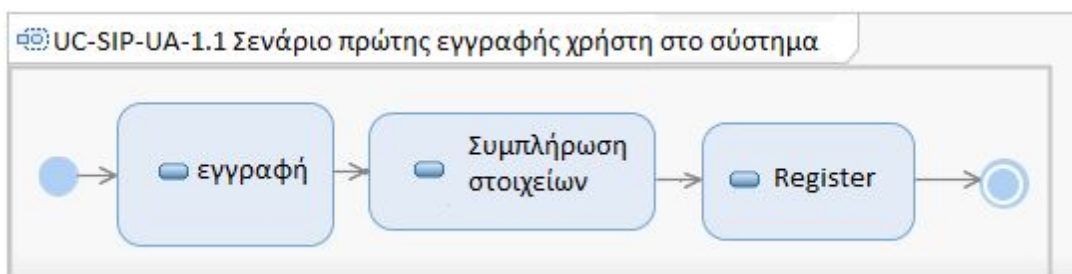 UC-SIP-UA-1.1 Σενάριο πρώτης εγγραφής χρήστη στο σύστημα
εγγραφή
Συμπλήρωση
στοιχείων
Register